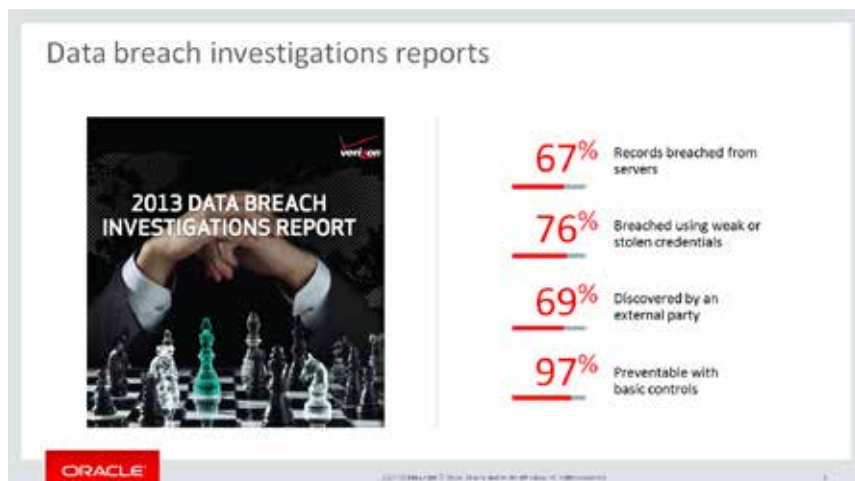 Data breach investigations reports
verizon
2013 DATA BREACH
INVESTIGATIONS REPORT
67%
Records breached from
servers
76%
Breached using weak or
stolen credentials
69%
Discovered by an
external party
97%
Preventable with
basic controls
ORACLE